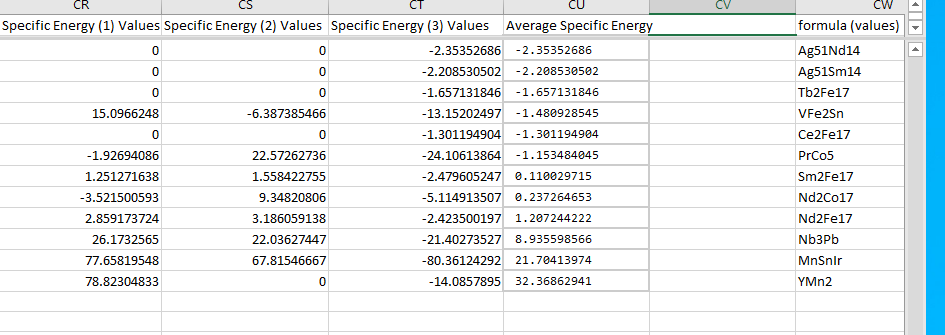 CR CS CT CU CV CW
Specific Energy (1) Values Specific Energy (2) Values Specific Energy (3) Values Average Specific Energy formula (values)
0 0 -2.35352686 -2.35352686 Ag51Nd14
0 0 -2.208530502 -2.208530502 Ag51Sm14
0 0 -1.657131846 -1.657131846 Tb2Fe17
15.0966248 -6.387385466 -13.15202497 -1.480928545 VFe2Sn
0 0 -1.301194904 -1.301194904 Ce2Fe17
-1.92694086 22.57262736 -24.10613864 -1.153484045 PrCo5
1.251271638 1.558422755 -2.479605247 0.110029715 Sm2Fe17
-3.521500593 9.34820806 -5.114913507 0.237264653 Nd2Co17
2.859173724 3.186059138 -2.423500197 1.207244222 Nd2Fe17
26.1732565 22.03627447 -21.40273527 8.935598566 Nb3Pb
77.65819548 67.81546667 -80.36124292 21.70413974 MnSnIr
78.82304833 0 -14.0857895 32.36862941 YMn2